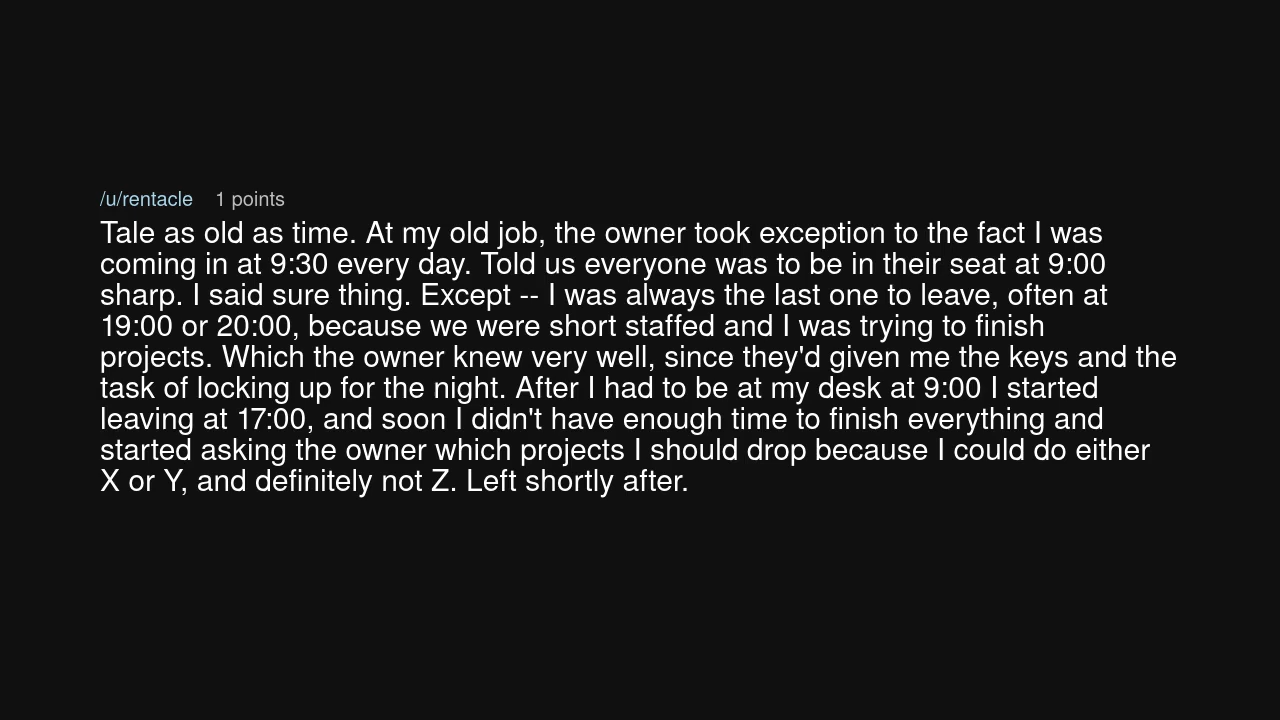 /u/rentacle 1 points
Tale as old as time. At my old job, the owner took exception to the fact I was
coming in at 9:30 every day. Told us everyone was to be in their seat at 9:00
sharp. I said sure thing. Except -- I was always the last one to leave, often at
19:00 or 20:00, because we were short staffed and I was trying to finish
projects. Which the owner knew very well, since they'd given me the keys and the
task of locking up for the night. After I had to be at my desk at 9:00 I started
leaving at 17:00, and soon I didn't have enough time to finish everything and
started asking the owner which projects I should drop because I could do either
X or Y, and definitely not Z. Left shortly after.